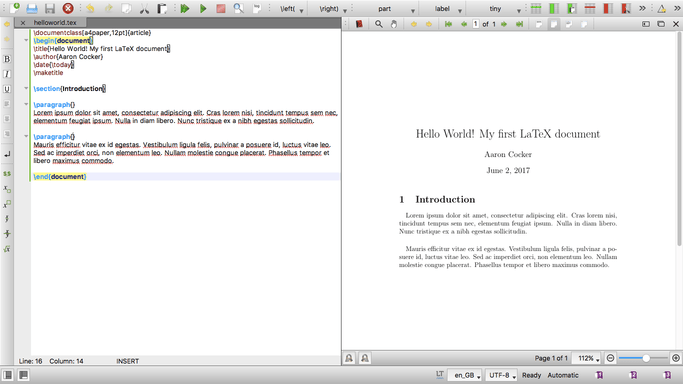 \left( \right) part label tiny
helloworld.tex
1 of 1
\documentclass[a4paper,12pt]{article}
\begin{document}
\title{Hello World! My first LaTeX document}
\author{Aaron Cocker}
\date{\today}
\maketitle
\section{Introduction}
\paragraph{}
Lorem ipsum dolor sit amet, consectetur adipiscing elit. Cras lorem nisi, tincidunt tempus sem nec,
elementum feugiat ipsum. Nulla in diam libero. Nunc tristique ex a nibh egestas sollicitudin.
\paragraph{}
Mauris efficitur vitae ex id egestas. Vestibulum ligula felis, pulvinar a posuere id, luctus vitae leo.
Sed ac imperdiet orci, non elementum leo. Nullam molestie congue placerat. Phasellus tempor et
libero maximus commodo.
\end{document}
Hello World! My first LaTeX document
Aaron Cocker
June 2, 2017
1 Introduction
Lorem ipsum dolor sit amet, consectetur adipiscing elit. Cras lorem nisi,
tincidunt tempus sem nec, elementum feugiat ipsum. Nulla in diam libero.
Nunc tristique ex a nibh egestas sollicitudin.
Mauris efficitur vitae ex id egestas. Vestibulum ligula felis, pulvinar a po-
suere id, luctus vitae leo. Sed ac imperdiet orci, non elementum leo. Nullam
molestie congue placerat. Phasellus tempor et libero maximus commodo.
Line: 16 Column: 14 INSERT
Page 1 of 1 112%
LT en_GB UTF-8 Ready Automatic